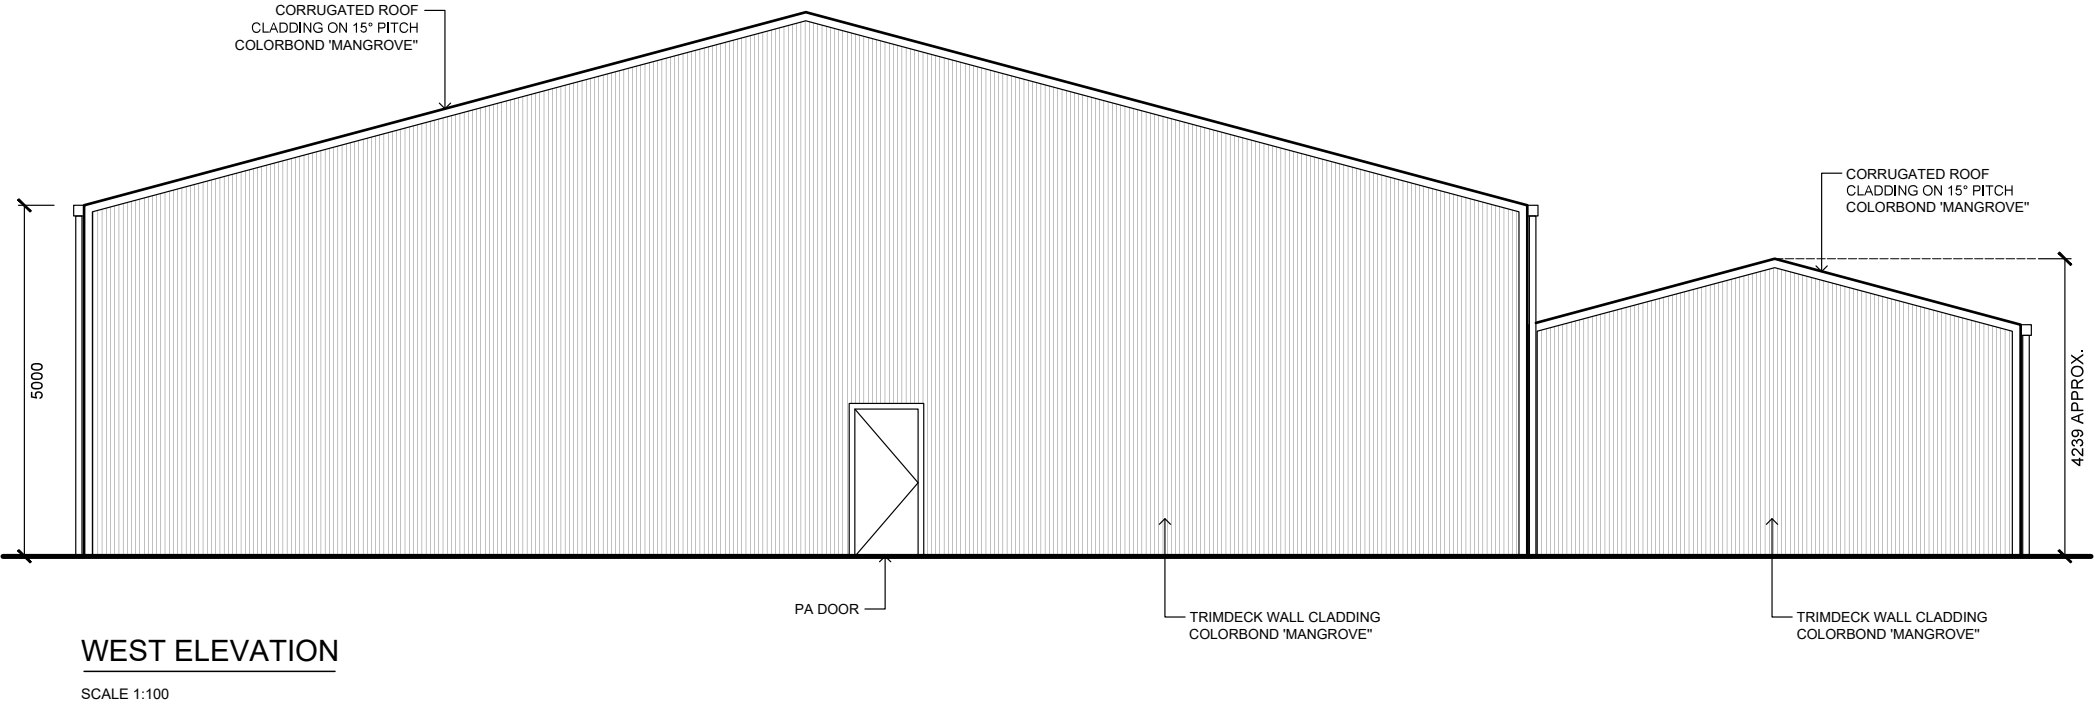 CORRUGATED ROOF
CLADDING ON 15° PITCH
COLORBOND 'MANGROVE"
CORRUGATED ROOF
CLADDING ON 15° PITCH
COLORBOND 'MANGROVE"
5000
4239 APPROX.
PA DOOR
TRIMDECK WALL CLADDING
COLORBOND 'MANGROVE"
TRIMDECK WALL CLADDING
COLORBOND 'MANGROVE"
WEST ELEVATION
SCALE 1:100